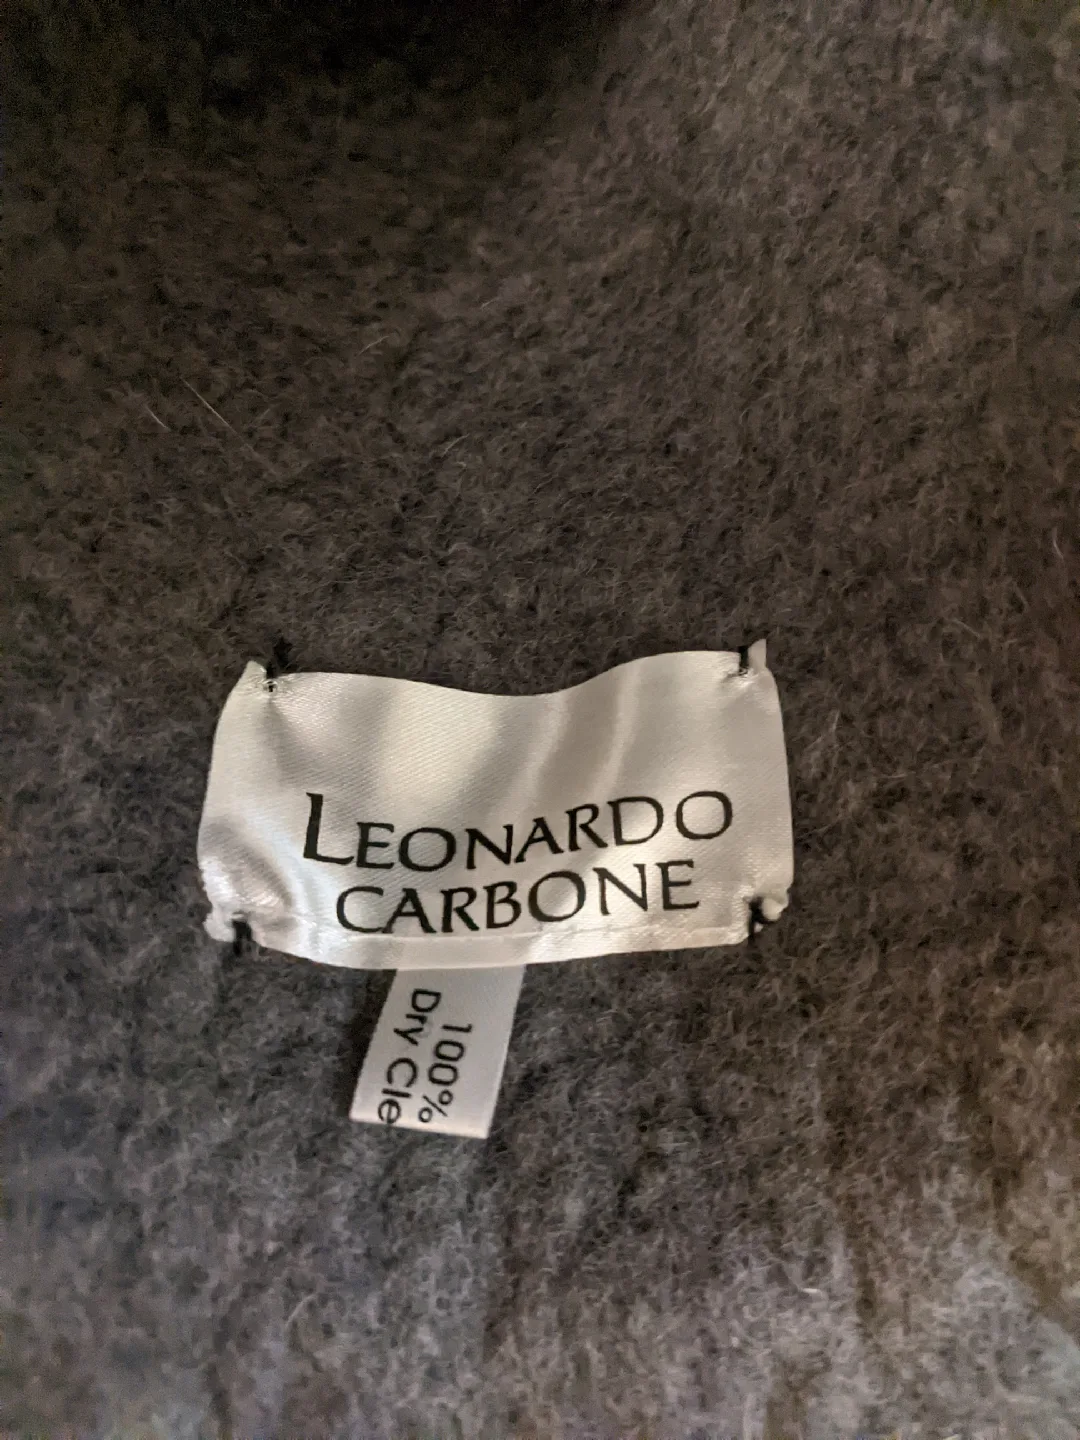 LEONARDO
CARBONE
100%
Dry Cle